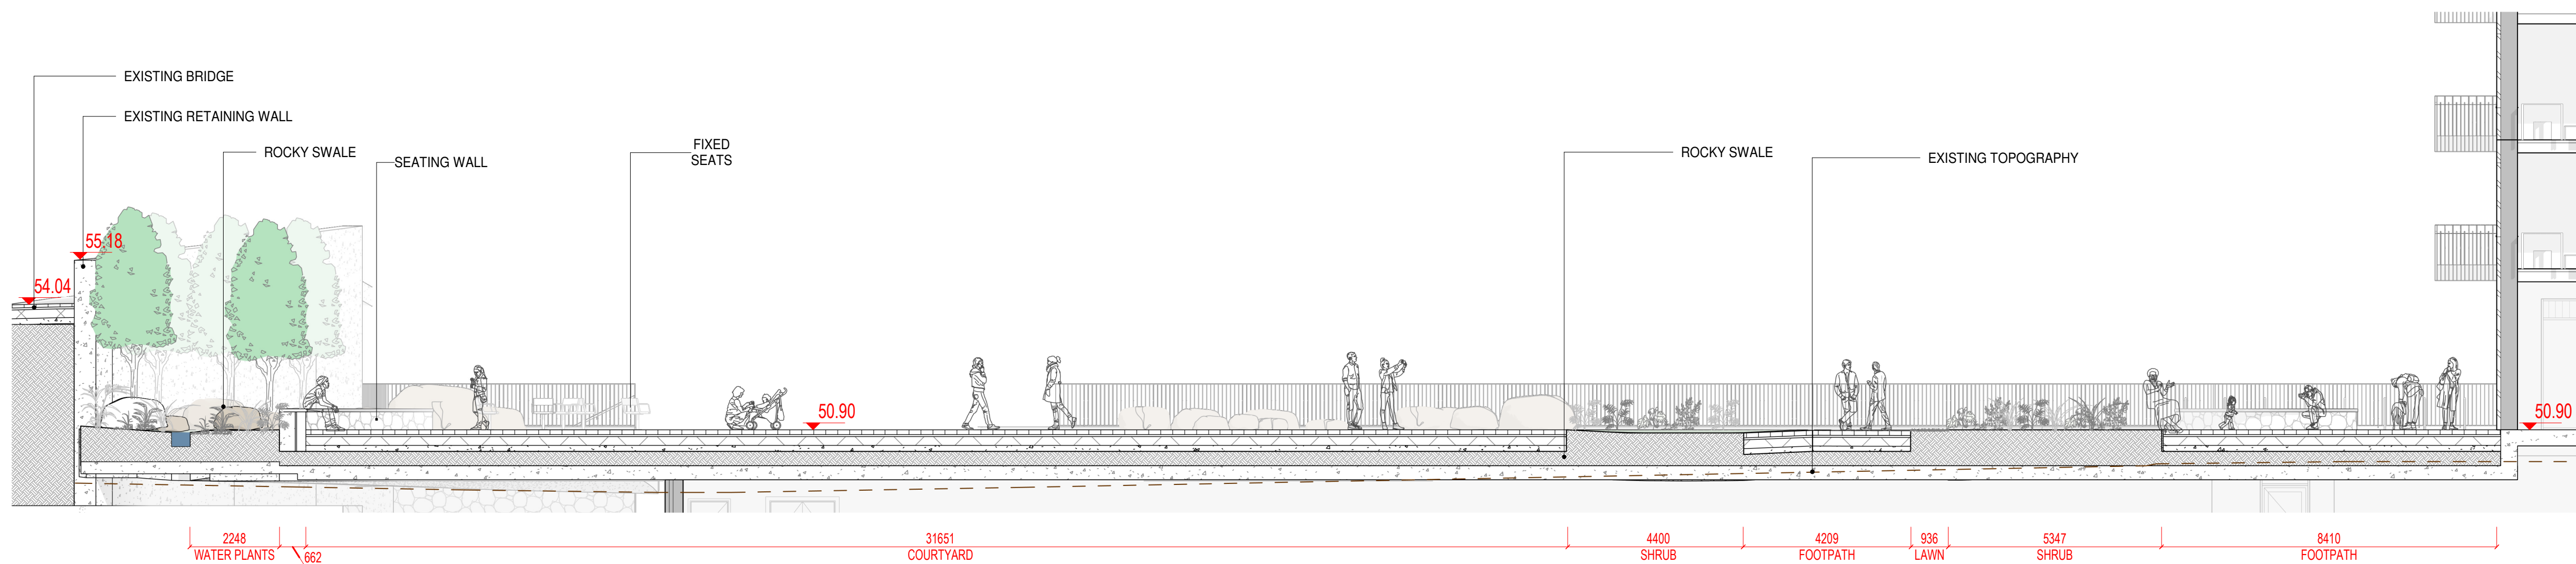 EXISTING BRIDGE
EXISTING RETAINING WALL
ROCKY SWALE
SEATING WALL
FIXED
SEATS
ROCKY SWALE
EXISTING TOPOGRAPHY
55.18
54.04
50.90
50.90
2248
WATER PLANTS
662
31651
COURTYARD
4400
SHRUB
4209
FOOTPATH
936
LAWN
5347
SHRUB
8410
FOOTPATH